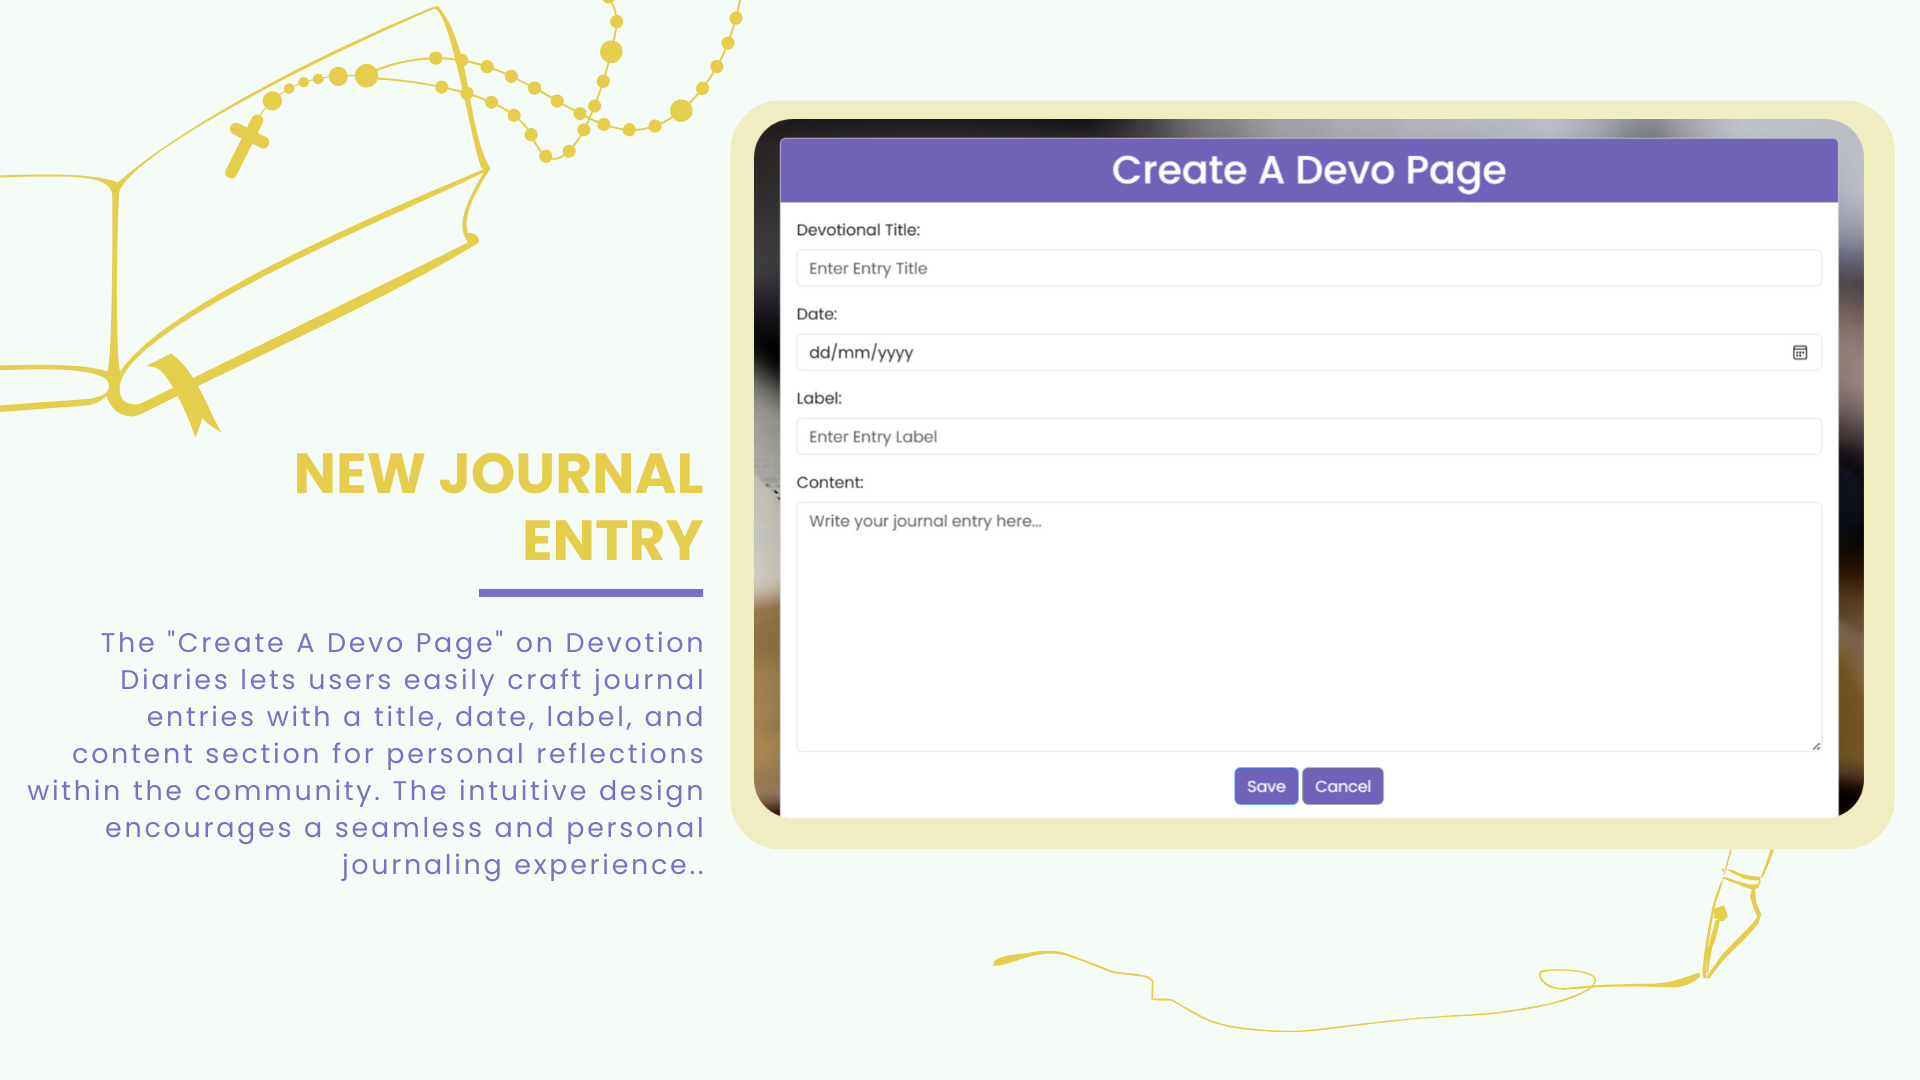 NEW JOURNAL
ENTRY
The "Create A Devo Page" on Devotion
Diaries lets users easily craft journal
entries with a title, date, label, and
content section for personal reflections
within the community. The intuitive design
encourages a seamless and personal
journaling experience..
Create A Devo Page
Devotional Title:
Enter Entry Title
Date:
dd/mm/yyyy
Label:
Enter Entry Label
Content:
Write your journal entry here...
Save Cancel